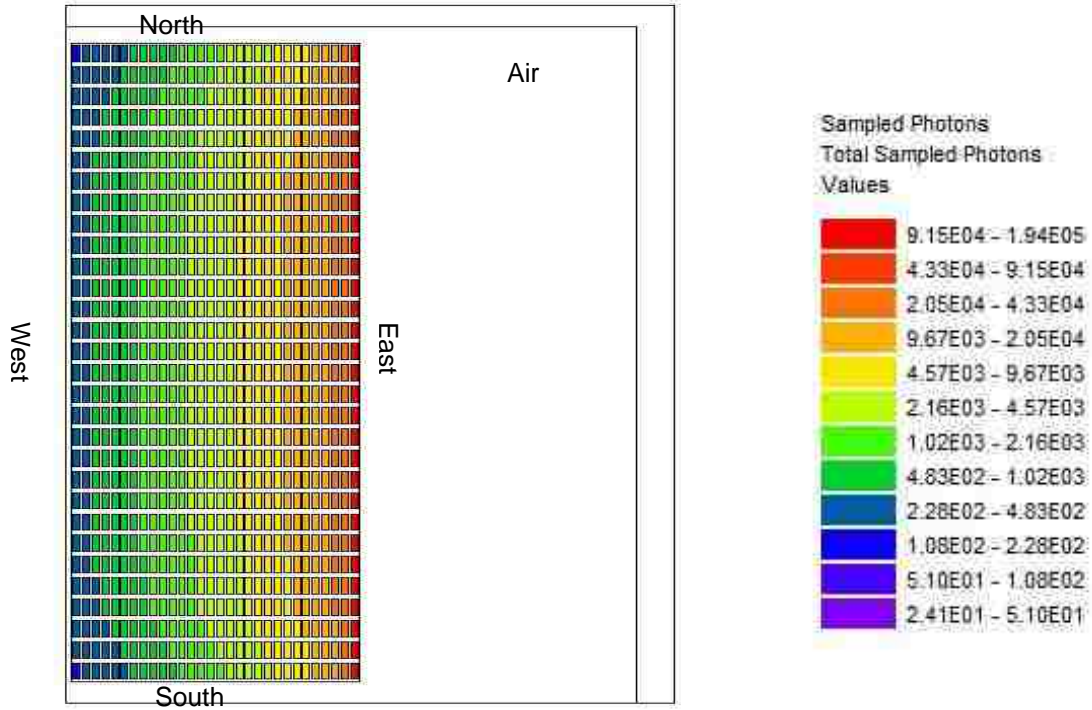 North
Air
West
East
South
Sampled Photons
Total Sampled Photons
Values
9.15E04 - 1.94E05
4.33E04 - 9.15E04
2.05E04 - 4.33E04
9.67E03 - 2.05E04
4.57E03 - 9.67E03
2.16E03 - 4.57E03
1.02E03 - 2.16E03
4.83E02 - 1.02E03
2.28E02 - 4.83E02
1.08E02 - 2.28E02
5.10E01 - 1.08E02
2.41E01 - 5.10E01